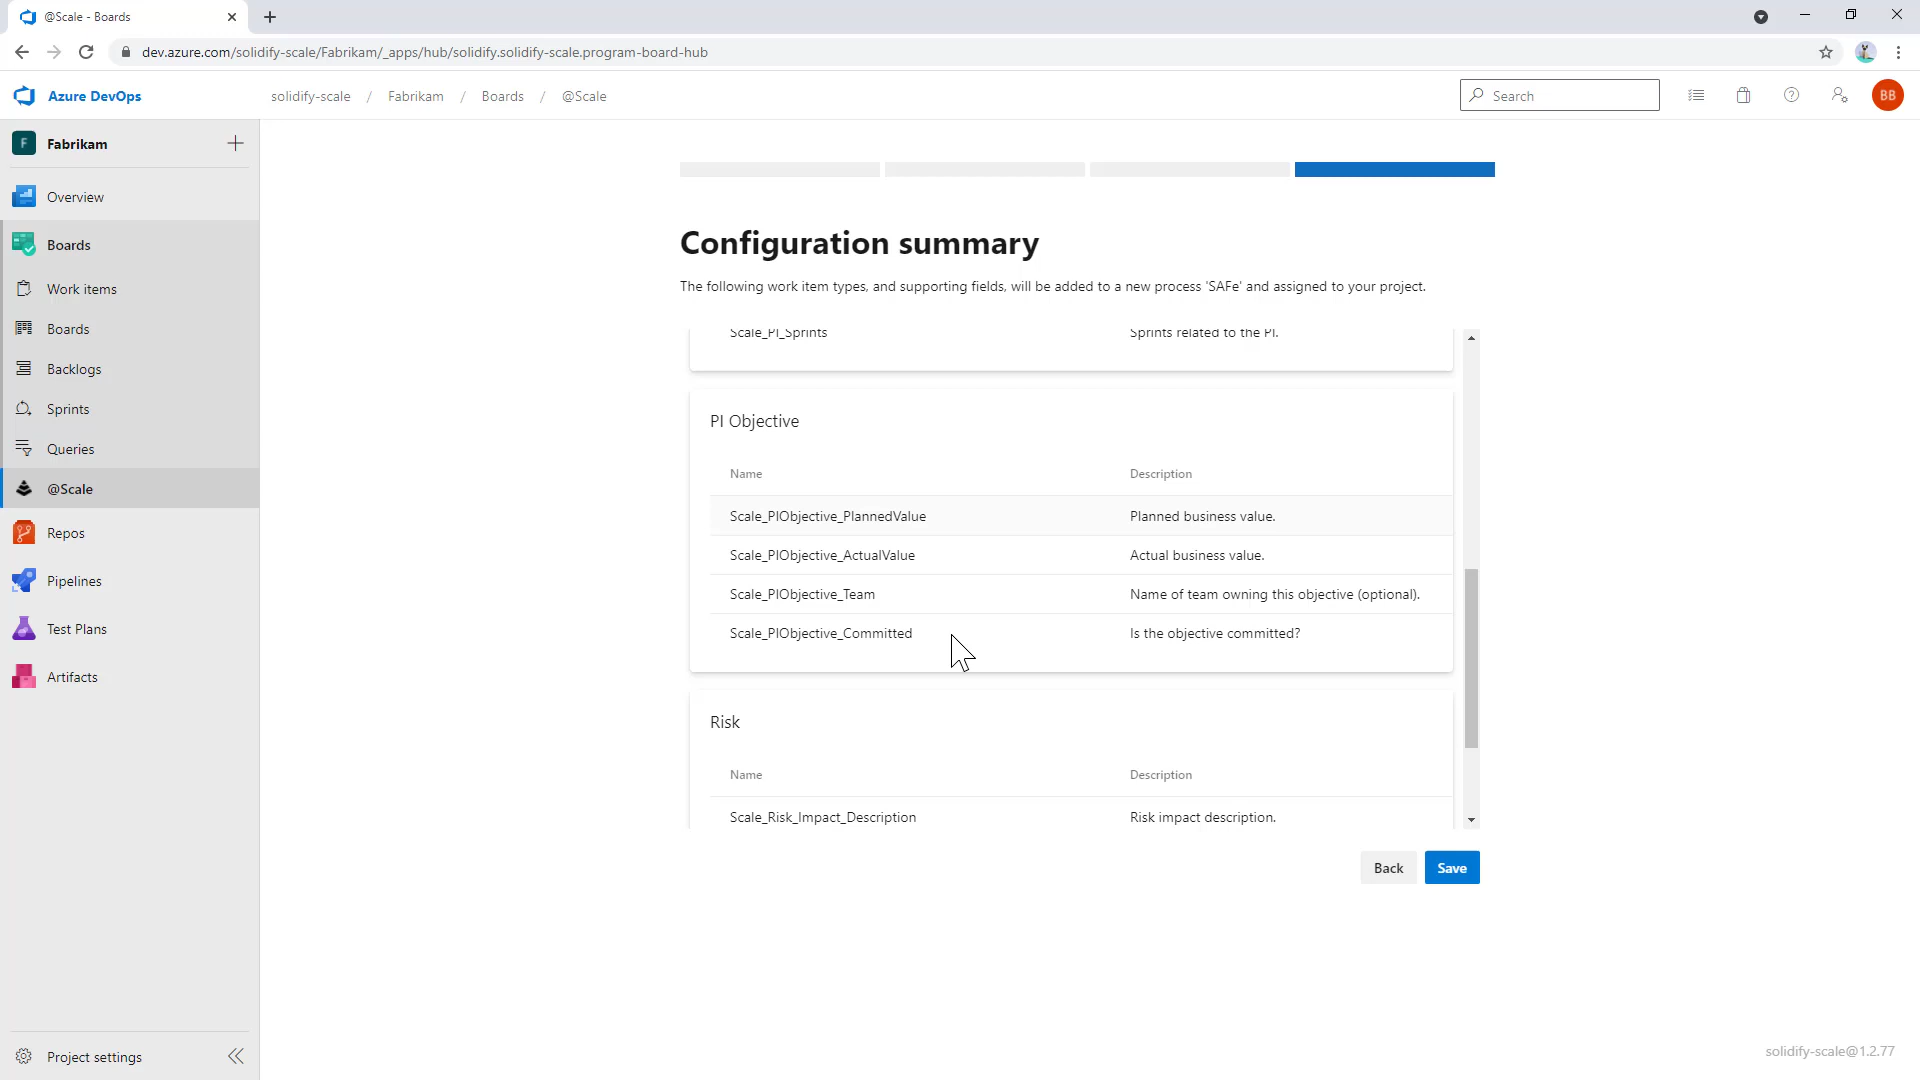 @Scale - Boards
dev.azure.com/solidify-scale/Fabrikam/_apps/hub/solidify.solidify-scale.program-board-hub
Azure DevOps
solidify-scale / Fabrikam / Boards / @Scale
Search
BB
F Fabrikam
Overview
Boards
Work items
Boards
Backlogs
Sprints
Queries
@Scale
Repos
Pipelines
Test Plans
Artifacts
Project settings
Configuration summary
The following work item types, and supporting fields, will be added to a new process 'SAFe' and assigned to your project.
Scale_PI_Sprints Sprints related to the PI.
PI Objective
Name Description
Scale_PIObjective_PlannedValue Planned business value.
Scale_PIObjective_ActualValue Actual business value.
Scale_PIObjective_Team Name of team owning this objective (optional).
Scale_PIObjective_Committed Is the objective committed?
Risk
Name Description
Scale_Risk_Impact_Description Risk impact description.
Back Save
solidify-scale@1.2.77